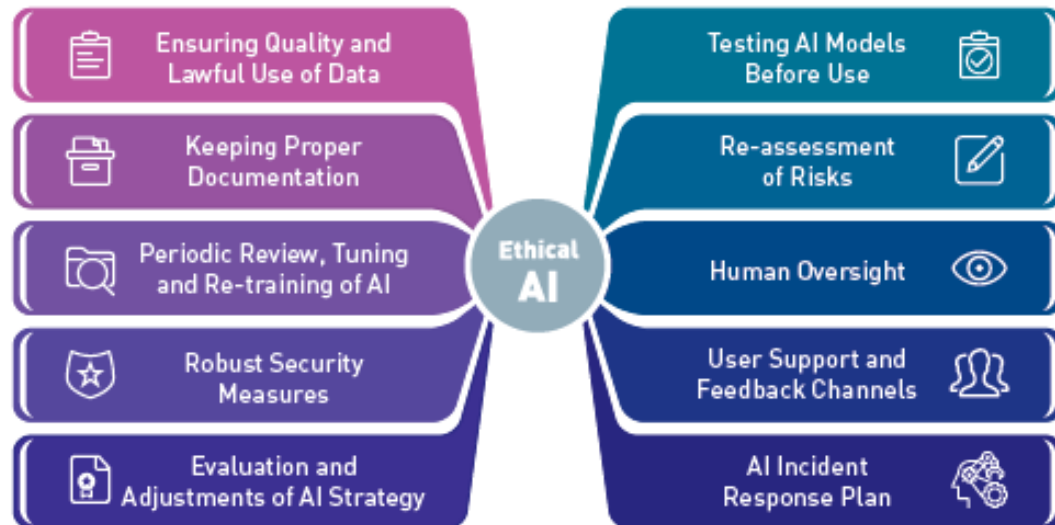 Ensuring Quality and
Lawful Use of Data
Keeping Proper
Documentation
Periodic Review, Tuning
and Re-training of AI
Robust Security
Measures
Evaluation and
Adjustments of AI Strategy
Ethical
AI
Testing AI Models
Before Use
Re-assessment
of Risks
Human Oversight
User Support and
Feedback Channels
AI Incident
Response Plan